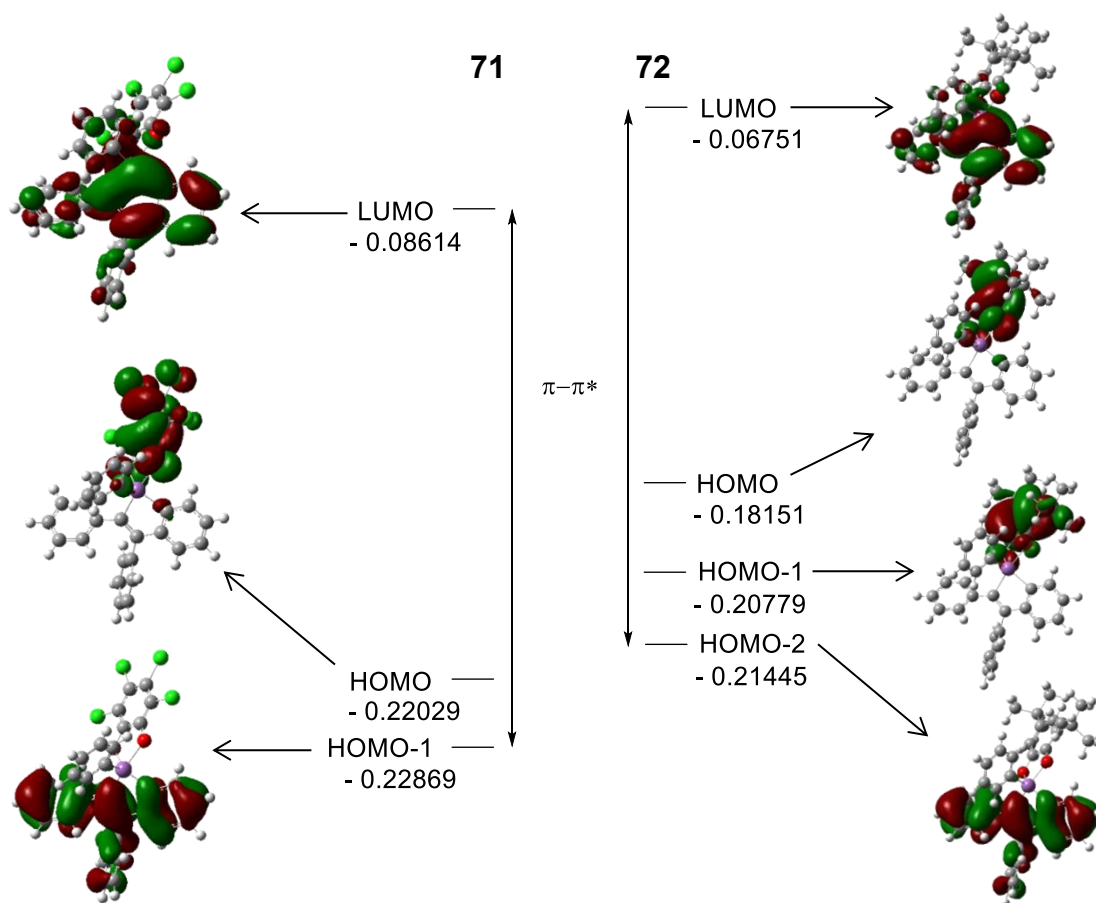 71
72
LUMO
- 0.06751
LUMO
- 0.08614
π–π*
HOMO
- 0.18151
HOMO-1
- 0.20779
HOMO-2
- 0.21445
HOMO
- 0.22029
HOMO-1
- 0.22869